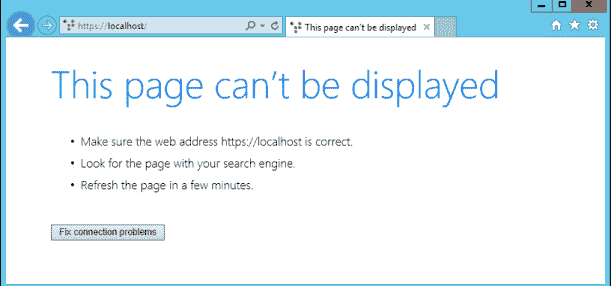 https://localhost/
This page can't be displayed
This page can't be displayed
Make sure the web address https://localhost is correct.
Look for the page with your search engine.
Refresh the page in a few minutes.
Fix connection problems